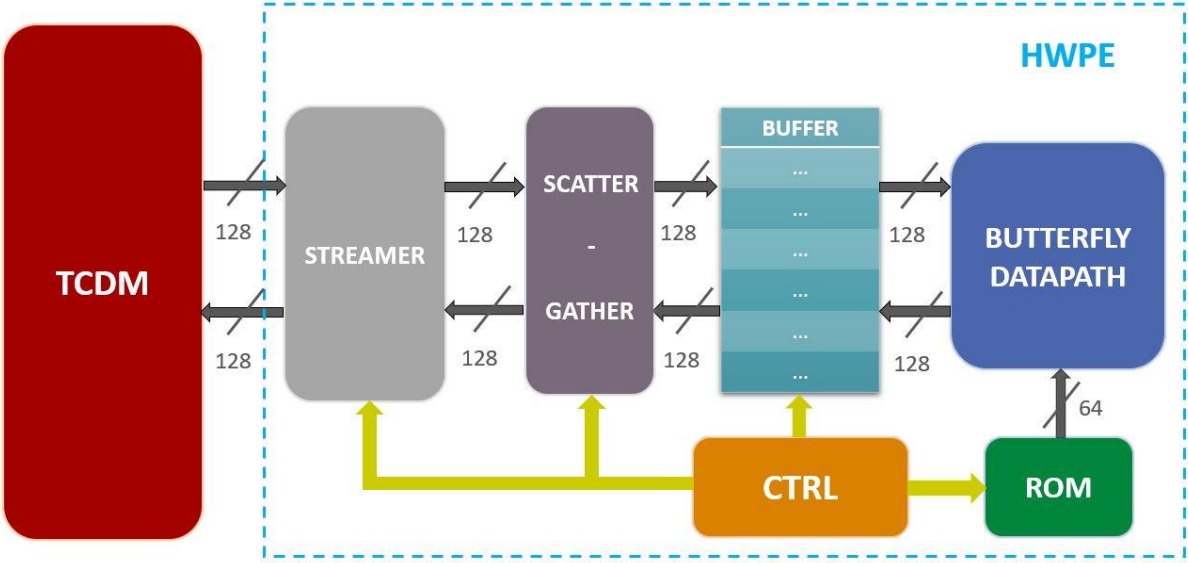 HWPE
TCDM
128
128
STREAMER
128
128
SCATTER
-
GATHER
128
128
BUFFER
...
...
...
...
...
...
128
128
BUTTERFLY
DATAPATH
64
CTRL
ROM